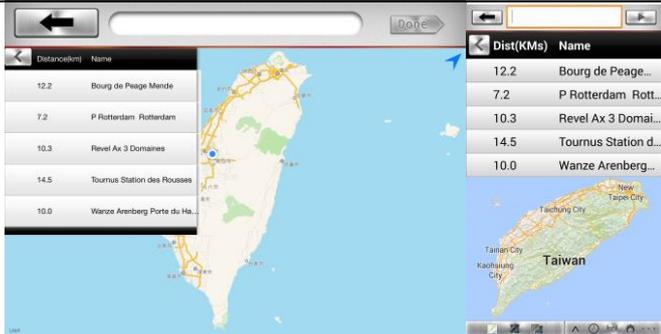 Done
Distance(km) Name
12.2 Bourg de Peage Mende
7.2 P Rotterdam Rotterdam
10.3 Revel Ax 3 Domaines
14.5 Tournus Station des Rousses
10.0 Wanze Arenberg Porte du Ha...
Dist(KMs) Name
12.2 Bourg de Peage...
7.2 P Rotterdam Rott...
10.3 Revel Ax 3 Domai...
14.5 Tournus Station d...
10.0 Wanze Arenberg...
New
Taipei City
Taichung City
Tainan City
Kaohsiung
City
Taiwan